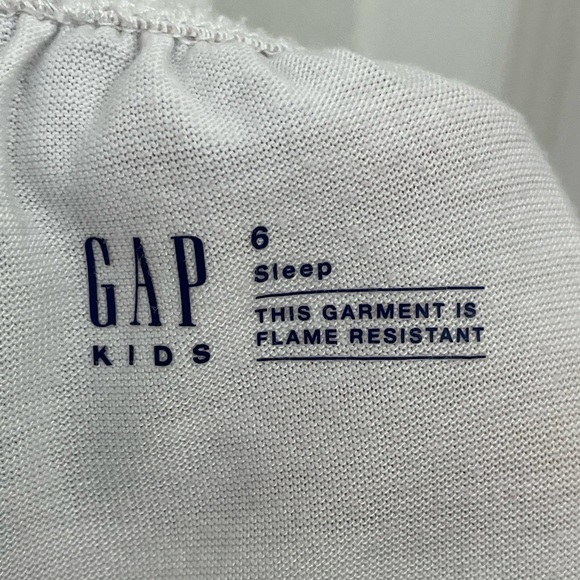 GAP
KIDS
6
Sleep
THIS GARMENT IS
FLAME RESISTANT